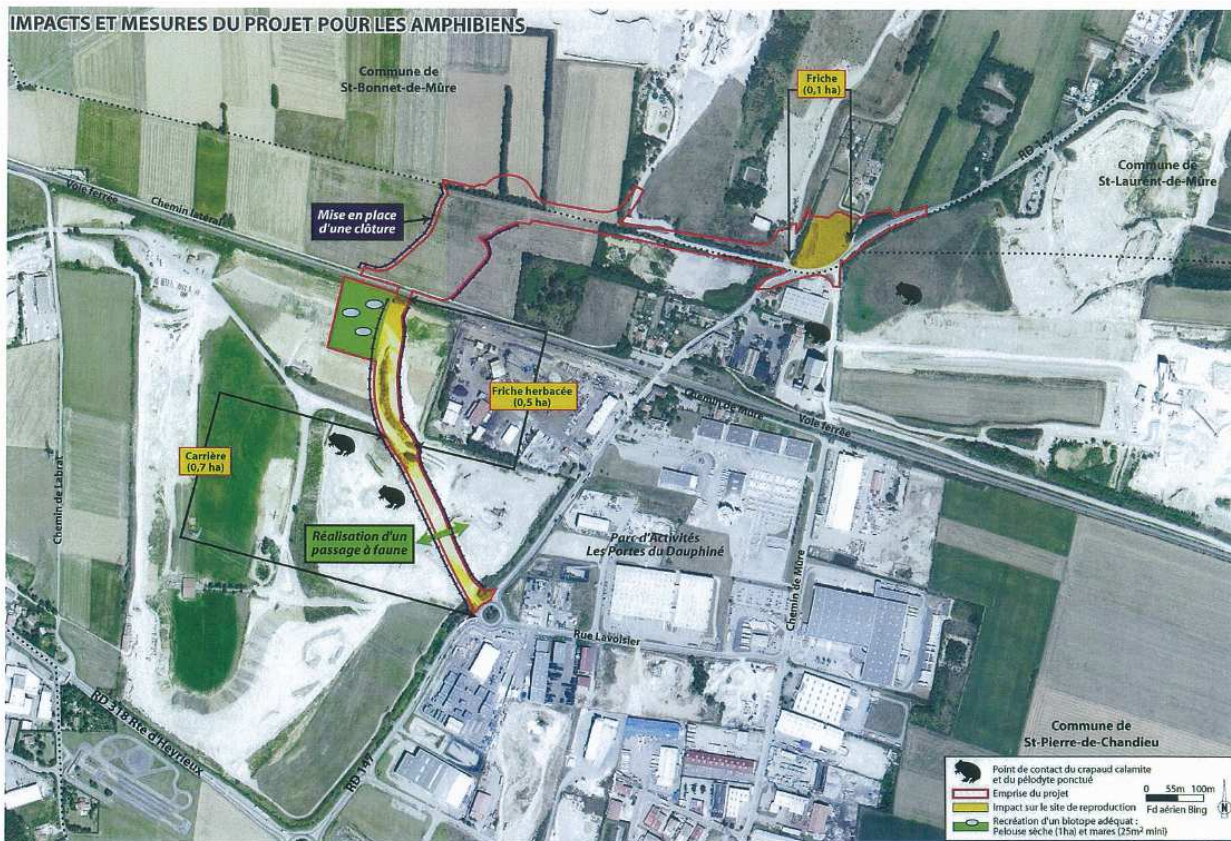 IMPACTS ET MESURES DU PROJET POUR LES AMPHIBIENS
Commune de
St-Bonnet-de-Mûre
Friche
(0,1 ha)
RD 147
Commune de
St-Laurent-de-Mûre
Voie ferrée
Chemin latéral
Mise en place
d'une clôture
Friche herbacée
(0,5 ha)
Chemin de Mûre
Voie ferrée
Carrière
(0,7 ha)
Chemin de Labrat
Réalisation d'un
passage à faune
Parc d'Activités
Les Portes du Dauphiné
Chemin de Mûre
Rue Lavoisier
RD 318 Rte d'Heyrieux
RD 147
Commune de
St-Pierre-de-Chandieu
Point de contact du crapaud calamite
et du pélodyte ponctué
Emprise du projet
Impact sur le site de reproduction
Recréation d'un biotope adéquat :
Pelouse sèche (1ha) et mares (25m² mini)
0 55m 100m
Fd aérien Bing
N